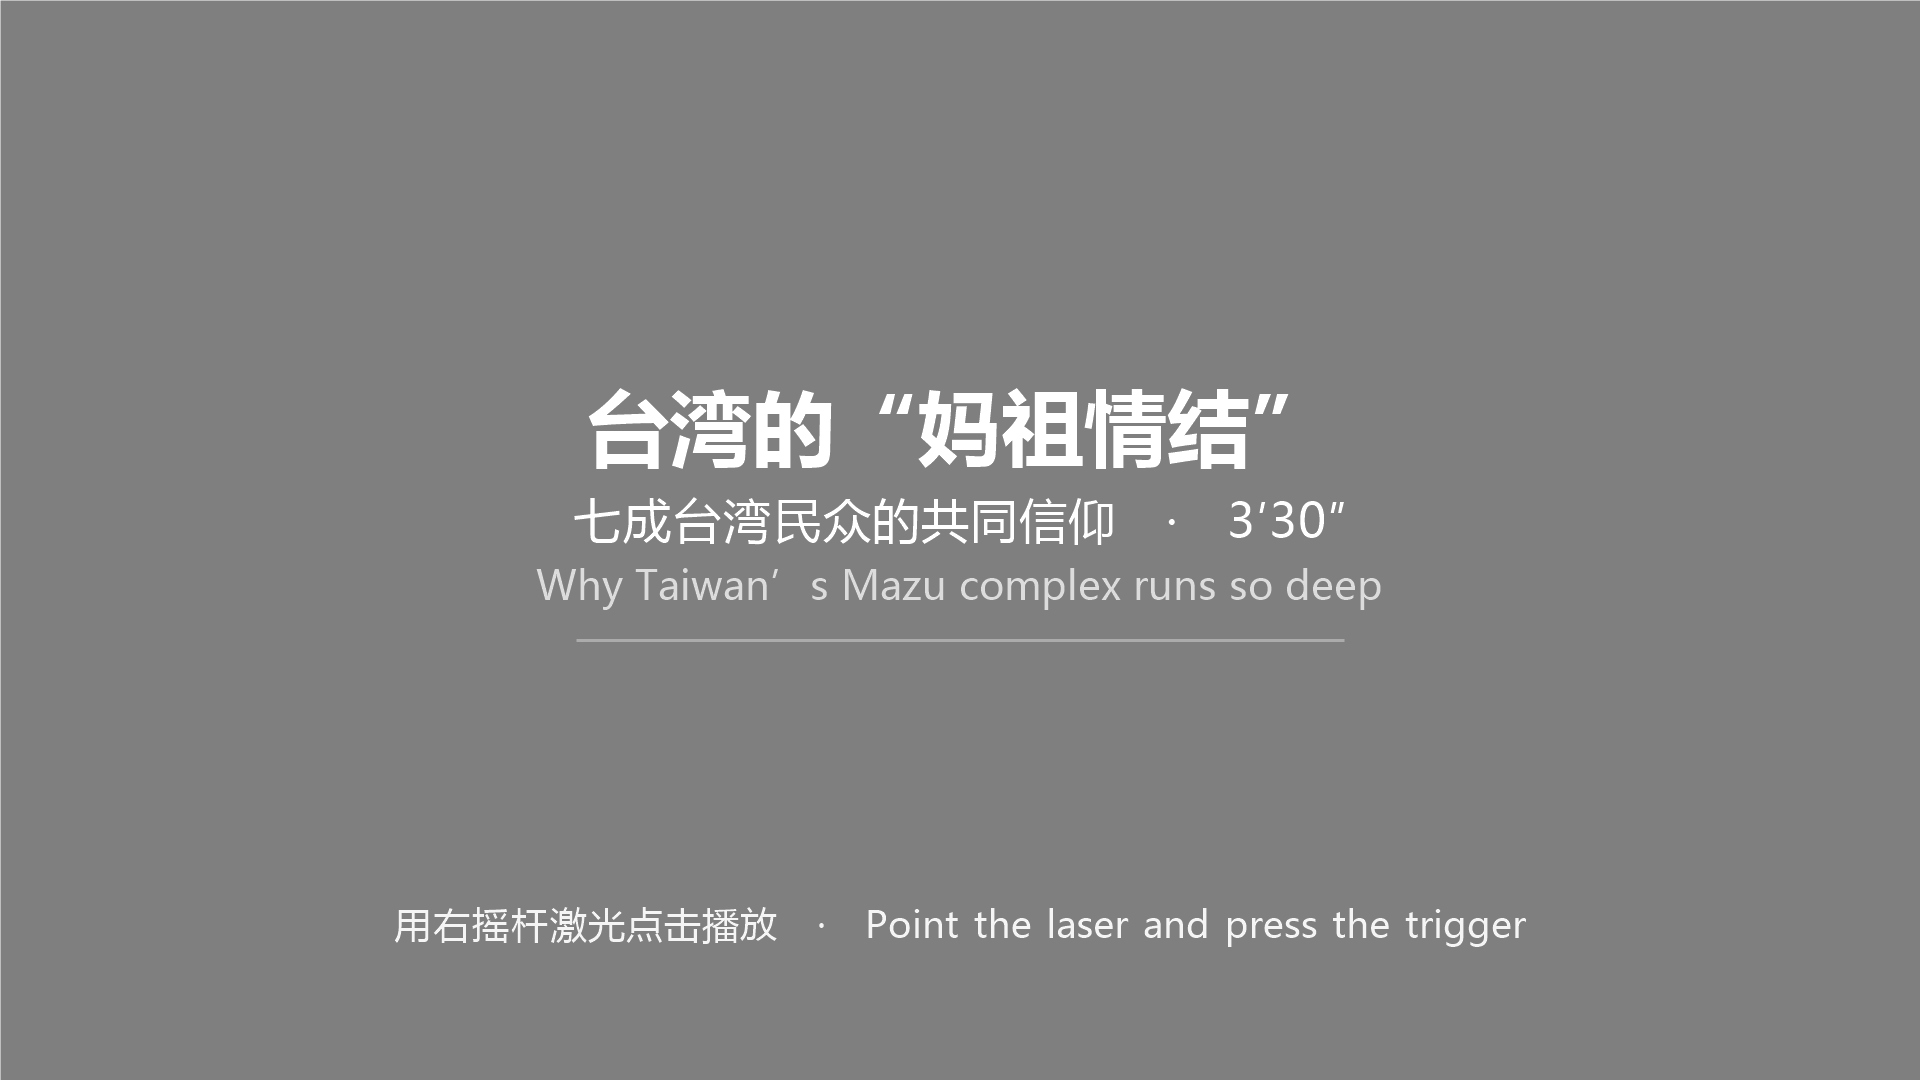 台湾的“妈祖情结”
七成台湾民众的共同信仰 · 3′30″
Why Taiwan’s Mazu complex runs so deep
用右摇杆激光点击播放 · Point the laser and press the trigger